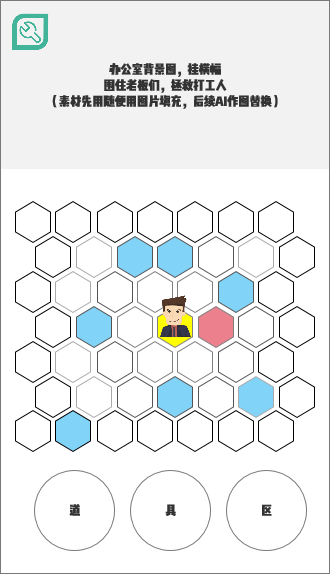 办公室背景图，挂横幅
围住老板们，拯救打工人
（素材先用随便用图片填充，后续AI作图替换）
道
具
区